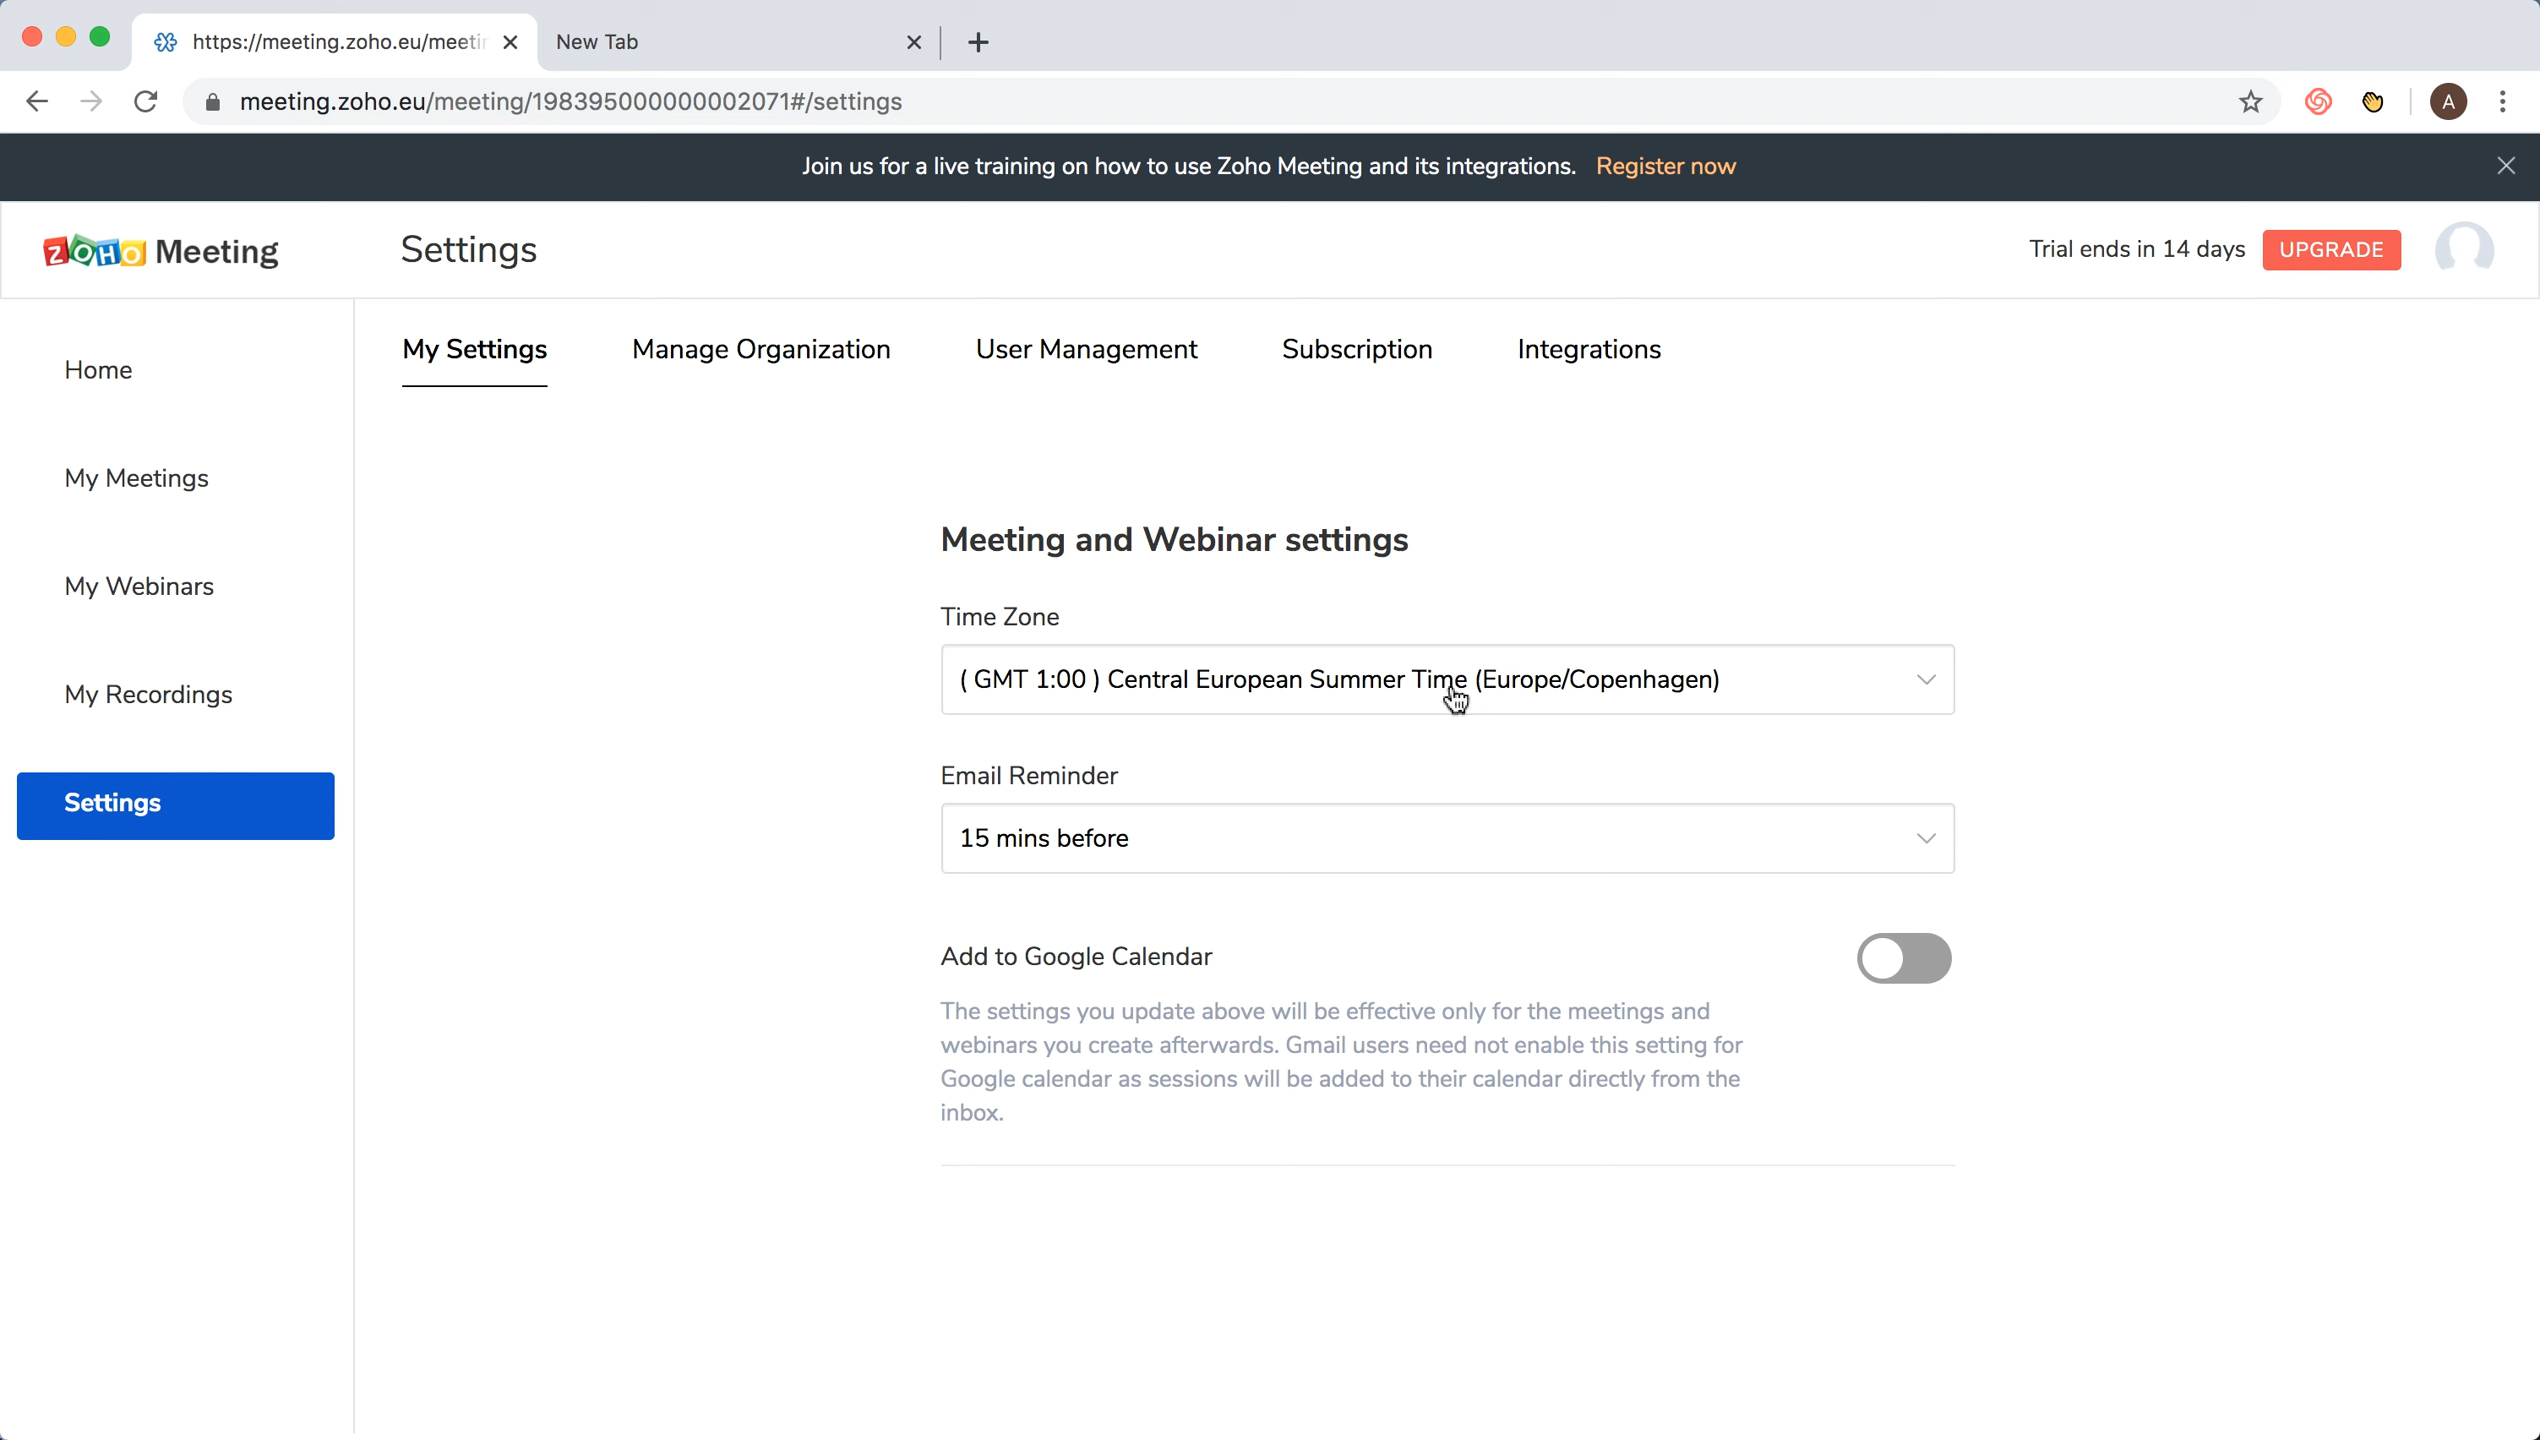 https://meeting.zoho.eu/meetin
New Tab
meeting.zoho.eu/meeting/198395000000002071#/settings
A
Join us for a live training on how to use Zoho Meeting and its integrations. Register now
ZOHO Meeting
Settings
Trial ends in 14 days
UPGRADE
Home
My Meetings
My Webinars
My Recordings
Settings
My Settings
Manage Organization
User Management
Subscription
Integrations
Meeting and Webinar settings
Time Zone
( GMT 1:00 ) Central European Summer Time (Europe/Copenhagen)
Email Reminder
15 mins before
Add to Google Calendar
The settings you update above will be effective only for the meetings and
webinars you create afterwards. Gmail users need not enable this setting for
Google calendar as sessions will be added to their calendar directly from the
inbox.